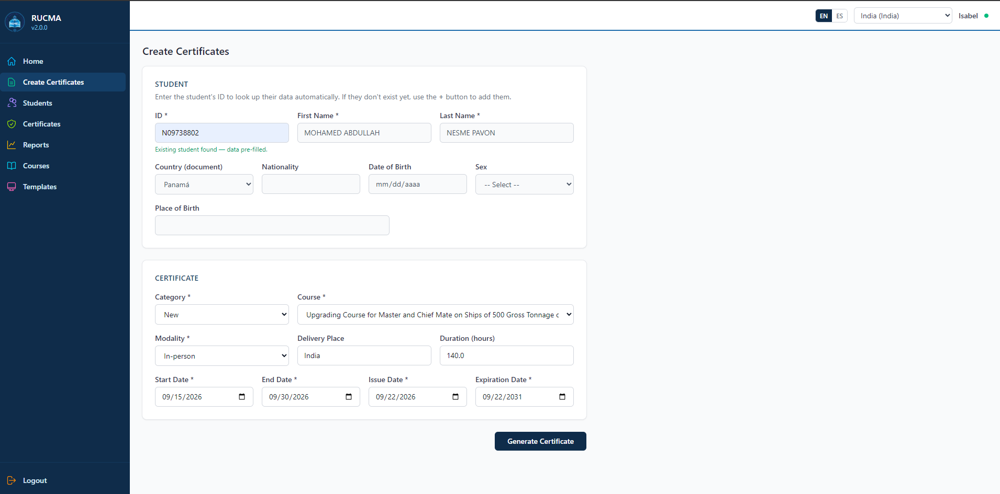 RUCMA
v2.0.0
EN ES India (India) Isabel
Home
Create Certificates
Students
Certificates
Reports
Courses
Templates
Logout
Create Certificates
STUDENT
Enter the student's ID to look up their data automatically. If they don't exist yet, use the + button to add them.
ID * First Name * Last Name *
N09738802 MOHAMED ABDULLAH NESME PAVON
Existing student found — data pre-filled.
Country (document) Nationality Date of Birth Sex
Panamá mm/dd/aaaa -- Select --
Place of Birth
CERTIFICATE
Category * Course *
New Upgrading Course for Master and Chief Mate on Ships of 500 Gross Tonnage
Modality * Delivery Place Duration (hours)
In-person India 140.0
Start Date * End Date * Issue Date * Expiration Date *
09/15/2026 09/30/2026 09/22/2026 09/22/2031
Generate Certificate